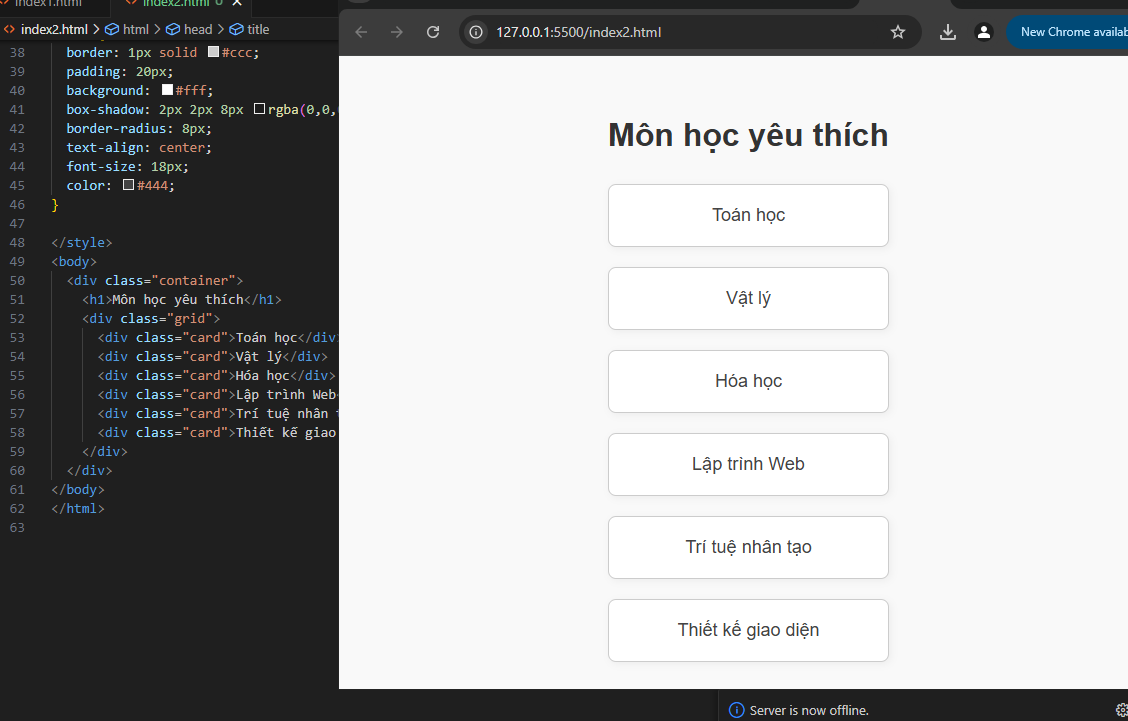 index1.html
index2.html U
index2.html > html > head > title
38 border: 1px solid #ccc;
39 padding: 20px;
40 background: #fff;
41 box-shadow: 2px 2px 8px rgba(0,0,
42 border-radius: 8px;
43 text-align: center;
44 font-size: 18px;
45 color: #444;
46 }
47
48 </style>
49 <body>
50 <div class="container">
51 <h1>Môn học yêu thích</h1>
52 <div class="grid">
53 <div class="card">Toán học</div>
54 <div class="card">Vật lý</div>
55 <div class="card">Hóa học</div>
56 <div class="card">Lập trình Web
57 <div class="card">Trí tuệ nhân
58 <div class="card">Thiết kế giao
59 </div>
60 </div>
61 </body>
62 </html>
63
127.0.0.1:5500/index2.html
New Chrome availab
Môn học yêu thích
Toán học
Vật lý
Hóa học
Lập trình Web
Trí tuệ nhân tạo
Thiết kế giao diện
Server is now offline.